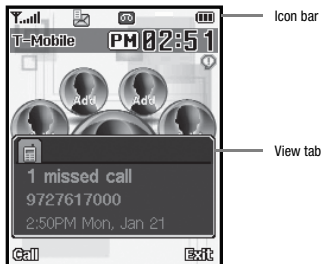 Icon bar
T-Mobile PM 02:51
Add Add
View tab
1 missed call
9727617000
2:50PM Mon, Jan 21
Call Exit